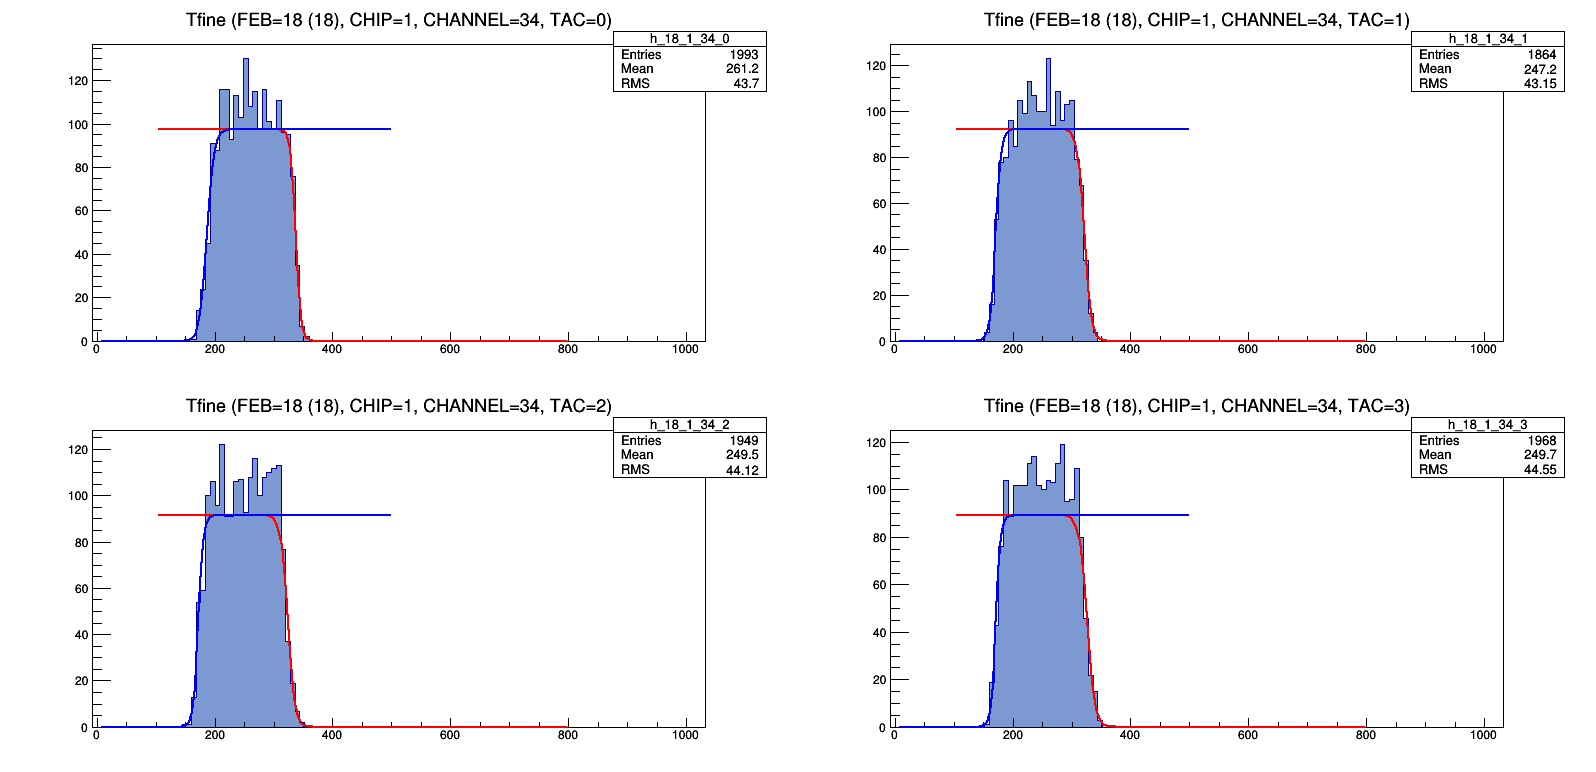 Tfine (FEB=18 (18), CHIP=1, CHANNEL=34, TAC=0)
h_18_1_34_0
Entries 1993
Mean 261.2
RMS 43.7
120
100
80
60
40
20
0
0 200 400 600 800 1000
Tfine (FEB=18 (18), CHIP=1, CHANNEL=34, TAC=1)
h_18_1_34_1
Entries 1864
Mean 247.2
RMS 43.15
120
100
80
60
40
20
0
0 200 400 600 800 1000
Tfine (FEB=18 (18), CHIP=1, CHANNEL=34, TAC=2)
h_18_1_34_2
Entries 1949
Mean 249.5
RMS 44.12
120
100
80
60
40
20
0
0 200 400 600 800 1000
Tfine (FEB=18 (18), CHIP=1, CHANNEL=34, TAC=3)
h_18_1_34_3
Entries 1968
Mean 249.7
RMS 44.55
120
100
80
60
40
20
0
0 200 400 600 800 1000